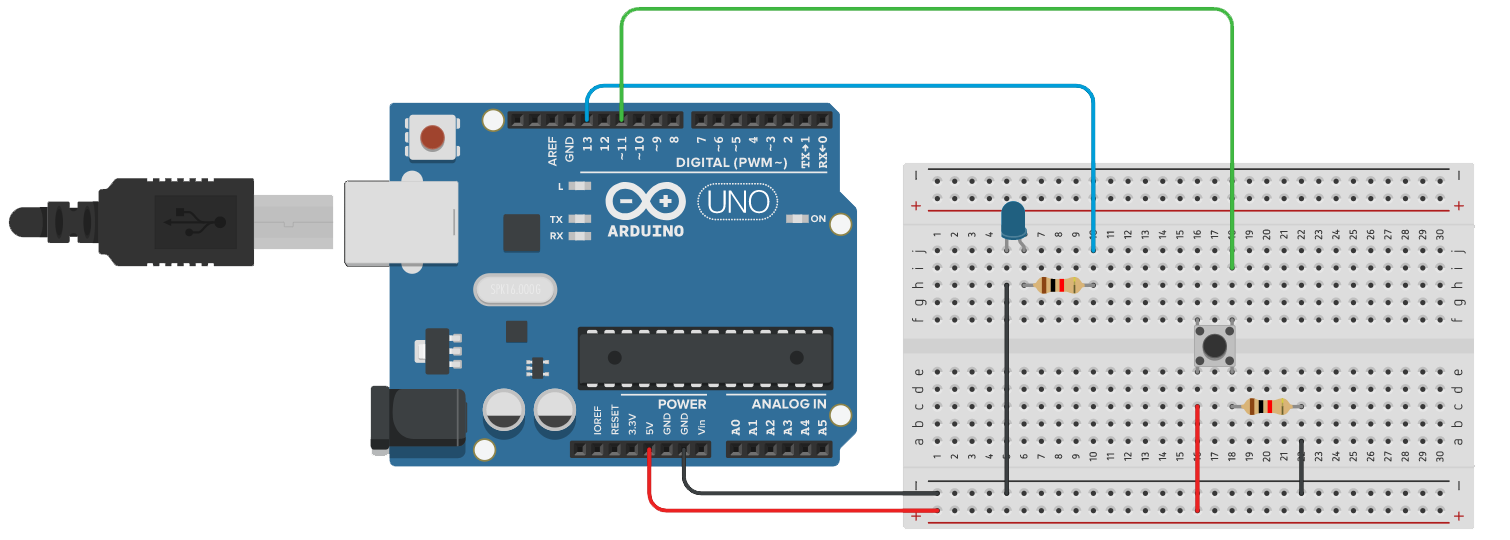 AREF
GND
13
12
~11
~10
~9
8
7
~6
~5
4
~3
2
TX→1
RX←0
DIGITAL (PWM~)
L
TX
RX
UNO
ON
ARDUINO
SPK16.000G
IOREF
RESET
3.3V
5V
GND
GND
Vin
POWER
ANALOG IN
A0
A1
A2
A3
A4
A5
− −
+ +
1 2 3 4 5 6 7 8 9 10 11 12 13 14 15 16 17 18 19 20 21 22 23 24 25 26 27 28 29 30
j j
i i
h h
g g
f f
e e
d d
c c
b b
a a
1 2 3 4 5 6 7 8 9 10 11 12 13 14 15 16 17 18 19 20 21 22 23 24 25 26 27 28 29 30
− −
+ +